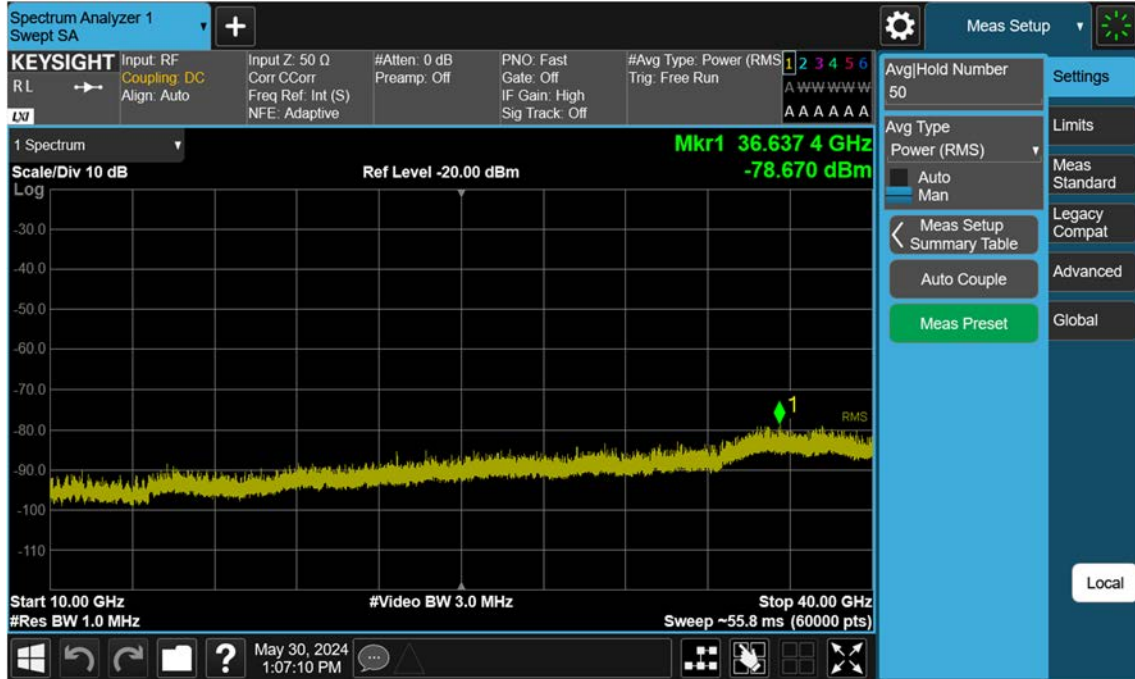 Spectrum Analyzer 1
Swept SA
+
Meas Setup
KEYSIGHT
R L
LXI
Input: RF
Coupling: DC
Align: Auto
Input Z: 50 Ω
Corr CCorr
Freq Ref: Int (S)
NFE: Adaptive
#Atten: 0 dB
Preamp: Off
PNO: Fast
Gate: Off
IF Gain: High
Sig Track: Off
#Avg Type: Power (RMS
Trig: Free Run
1 2 3 4 5 6
A W W W W W
A A A A A A
1 Spectrum
Scale/Div 10 dB
Ref Level -20.00 dBm
Mkr1 36.637 4 GHz
-78.670 dBm
Log
-30.0
-40.0
-50.0
-60.0
-70.0
-80.0
-90.0
-100
-110
1
RMS
Start 10.00 GHz
#Video BW 3.0 MHz
Stop 40.00 GHz
#Res BW 1.0 MHz
Sweep ~55.8 ms (60000 pts)
?
May 30, 2024
1:07:10 PM
Avg|Hold Number
50
Avg Type
Power (RMS)
Auto
Man
Meas Setup
Summary Table
Auto Couple
Meas Preset
Settings
Limits
Meas
Standard
Legacy
Compat
Advanced
Global
Local